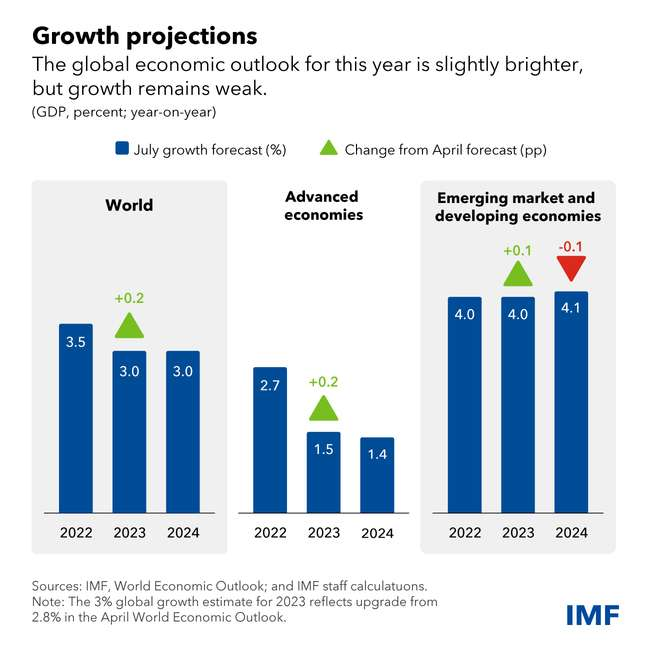 Growth projections
The global economic outlook for this year is slightly brighter,
but growth remains weak.
(GDP, percent; year-on-year)
July growth forecast (%)
Change from April forecast (pp)
World
+0.2
3.5
3.0
3.0
2022
2023
2024
Advanced
economies
+0.2
2.7
1.5
1.4
2022
2023
2024
Emerging market and
developing economies
+0.1
-0.1
4.0
4.0
4.1
2022
2023
2024
Sources: IMF, World Economic Outlook; and IMF staff calculatuons.
Note: The 3% global growth estimate for 2023 reflects upgrade from
2.8% in the April World Economic Outlook.
IMF